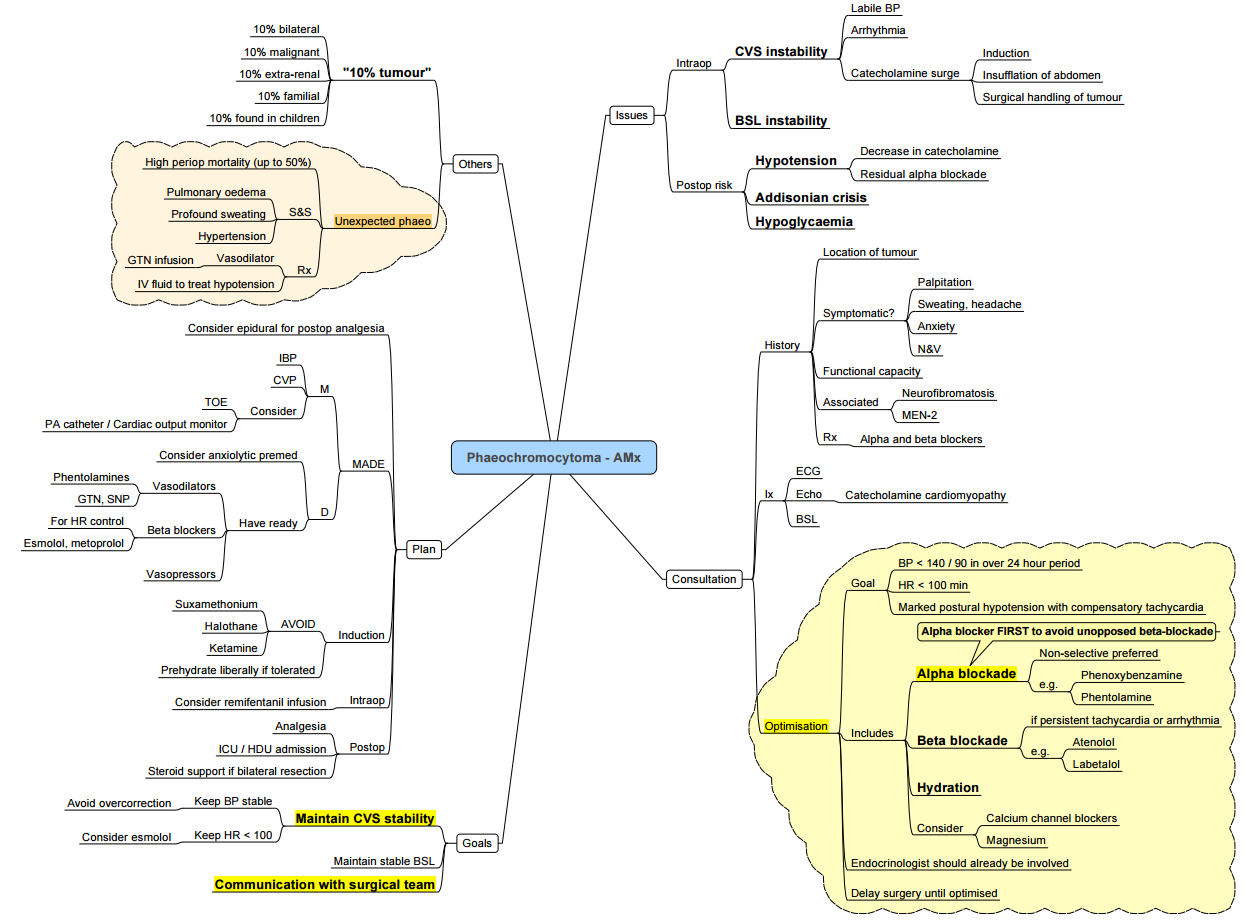 Phaeochromocytoma - AMx
Issues
Intraop
CVS instability
Labile BP
Arrhythmia
Catecholamine surge
Induction
Insufflation of abdomen
Surgical handling of tumour
BSL instability
Postop risk
Hypotension
Decrease in catecholamine
Residual alpha blockade
Addisonian crisis
Hypoglycaemia
Consultation
History
Location of tumour
Symptomatic?
Palpitation
Sweating, headache
Anxiety
N&V
Functional capacity
Associated
Neurofibromatosis
MEN-2
Rx
Alpha and beta blockers
Ix
ECG
Echo
Catecholamine cardiomyopathy
BSL
Optimisation
Goal
BP < 140 / 90 in over 24 hour period
HR < 100 min
Marked postural hypotension with compensatory tachycardia
Includes
Alpha blocker FIRST to avoid unopposed beta-blockade
Alpha blockade
Non-selective preferred
e.g.
Phenoxybenzamine
Phentolamine
Beta blockade
if persistent tachycardia or arrhythmia
e.g.
Atenolol
Labetalol
Hydration
Consider
Calcium channel blockers
Magnesium
Endocrinologist should already be involved
Delay surgery until optimised
Others
"10% tumour"
10% bilateral
10% malignant
10% extra-renal
10% familial
10% found in children
Unexpected phaeo
High periop mortality (up to 50%)
S&S
Pulmonary oedema
Profound sweating
Hypertension
Rx
Vasodilator
GTN infusion
IV fluid to treat hypotension
Plan
Consider epidural for postop analgesia
MADE
M
IBP
CVP
Consider
TOE
PA catheter / Cardiac output monitor
D
Consider anxiolytic premed
Have ready
Vasodilators
Phentolamines
GTN, SNP
Beta blockers
For HR control
Esmolol, metoprolol
Vasopressors
Induction
AVOID
Suxamethonium
Halothane
Ketamine
Prehydrate liberally if tolerated
Intraop
Consider remifentanil infusion
Postop
Analgesia
ICU / HDU admission
Steroid support if bilateral resection
Goals
Maintain CVS stability
Keep BP stable
Avoid overcorrection
Keep HR < 100
Consider esmolol
Maintain stable BSL
Communication with surgical team